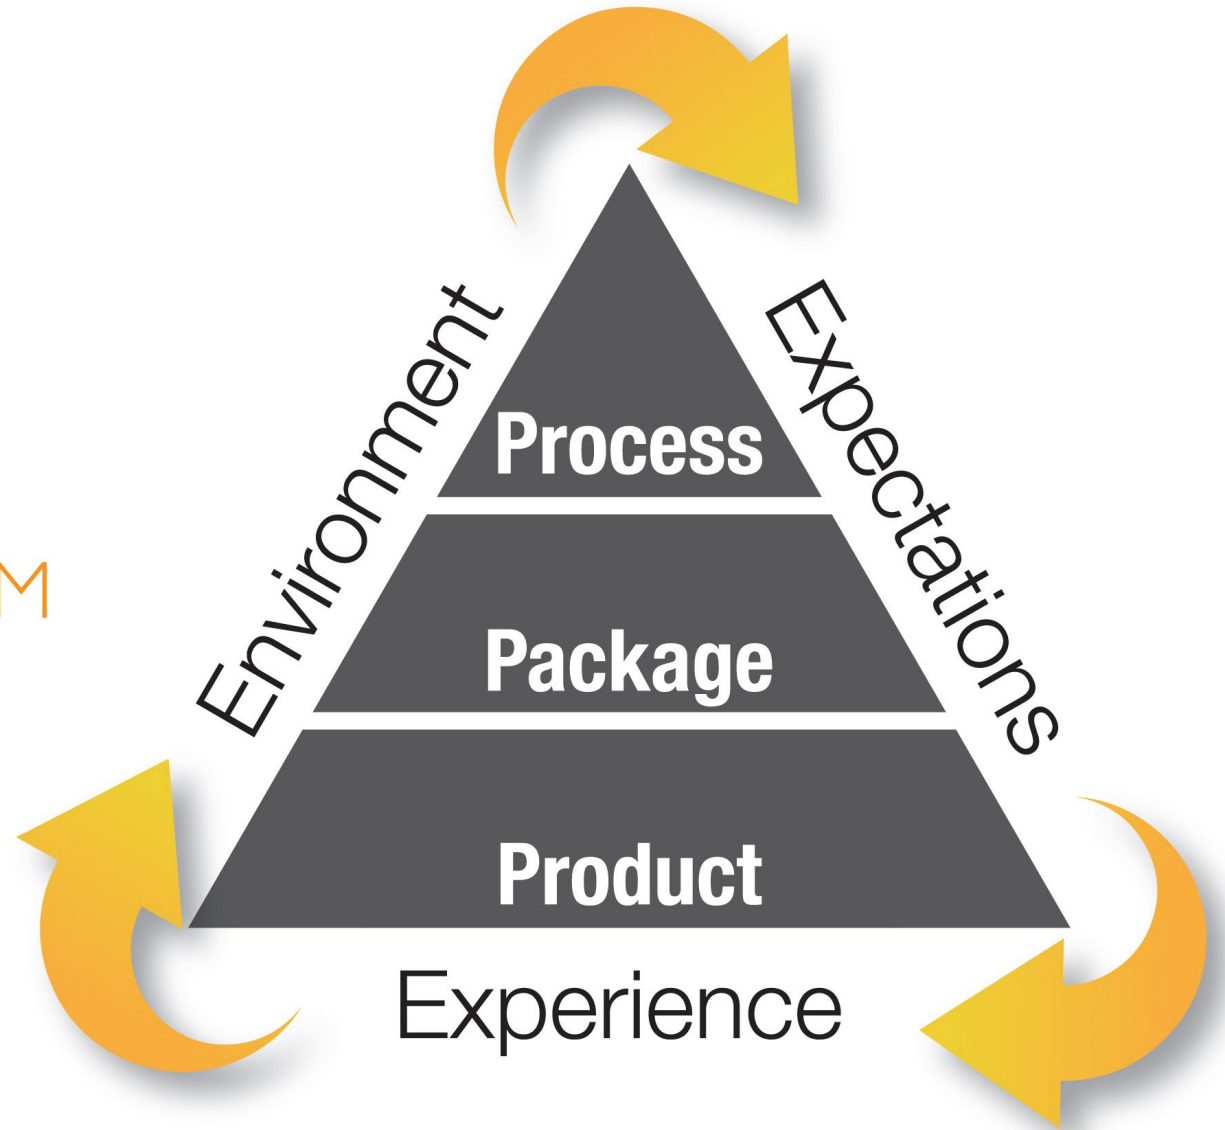 Environment
Expectations
Process
M
Package
Product
Experience